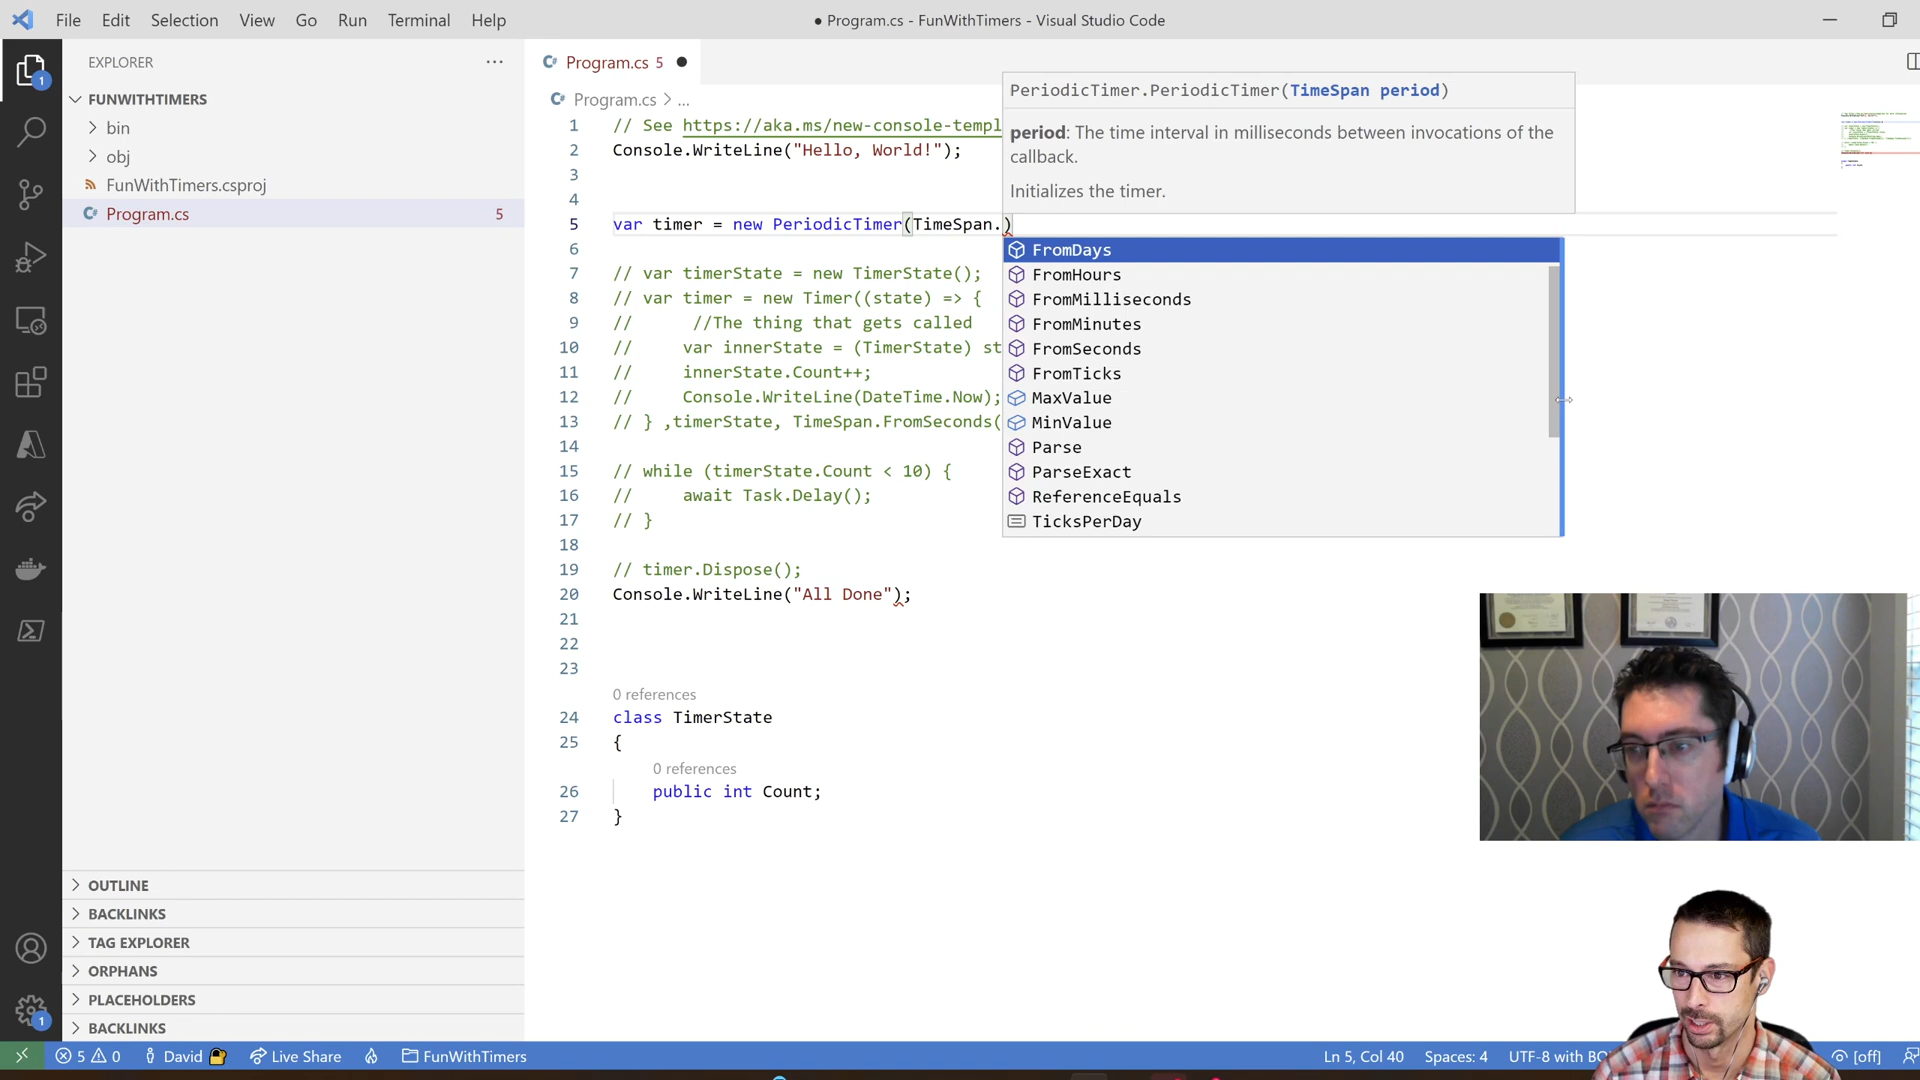 File Edit Selection View Go Run Terminal Help
● Program.cs - FunWithTimers - Visual Studio Code
EXPLORER ...
FUNWITHTIMERS
bin
obj
FunWithTimers.csproj
Program.cs 5
OUTLINE
BACKLINKS
TAG EXPLORER
ORPHANS
PLACEHOLDERS
BACKLINKS
1
1
Program.cs 5 ●
Program.cs > ...
1 // See https://aka.ms/new-console-templ
2 Console.WriteLine("Hello, World!");
3
4
5 var timer = new PeriodicTimer(TimeSpan.)
6
7 // var timerState = new TimerState();
8 // var timer = new Timer((state) => {
9 //      //The thing that gets called
10 //     var innerState = (TimerState) st
11 //     innerState.Count++;
12 //     Console.WriteLine(DateTime.Now);
13 // } ,timerState, TimeSpan.FromSeconds(
14
15 // while (timerState.Count < 10) {
16 //     await Task.Delay();
17 // }
18
19 // timer.Dispose();
20 Console.WriteLine("All Done");
21
22
23
0 references
24 class TimerState
25 {
0 references
26 public int Count;
27 }
PeriodicTimer.PeriodicTimer(TimeSpan period)
period: The time interval in milliseconds between invocations of the
callback.
Initializes the timer.
FromDays
FromHours
FromMilliseconds
FromMinutes
FromSeconds
FromTicks
MaxValue
MinValue
Parse
ParseExact
ReferenceEquals
TicksPerDay
5 0 David Live Share FunWithTimers
Ln 5, Col 40 Spaces: 4 UTF-8 with BO [off]